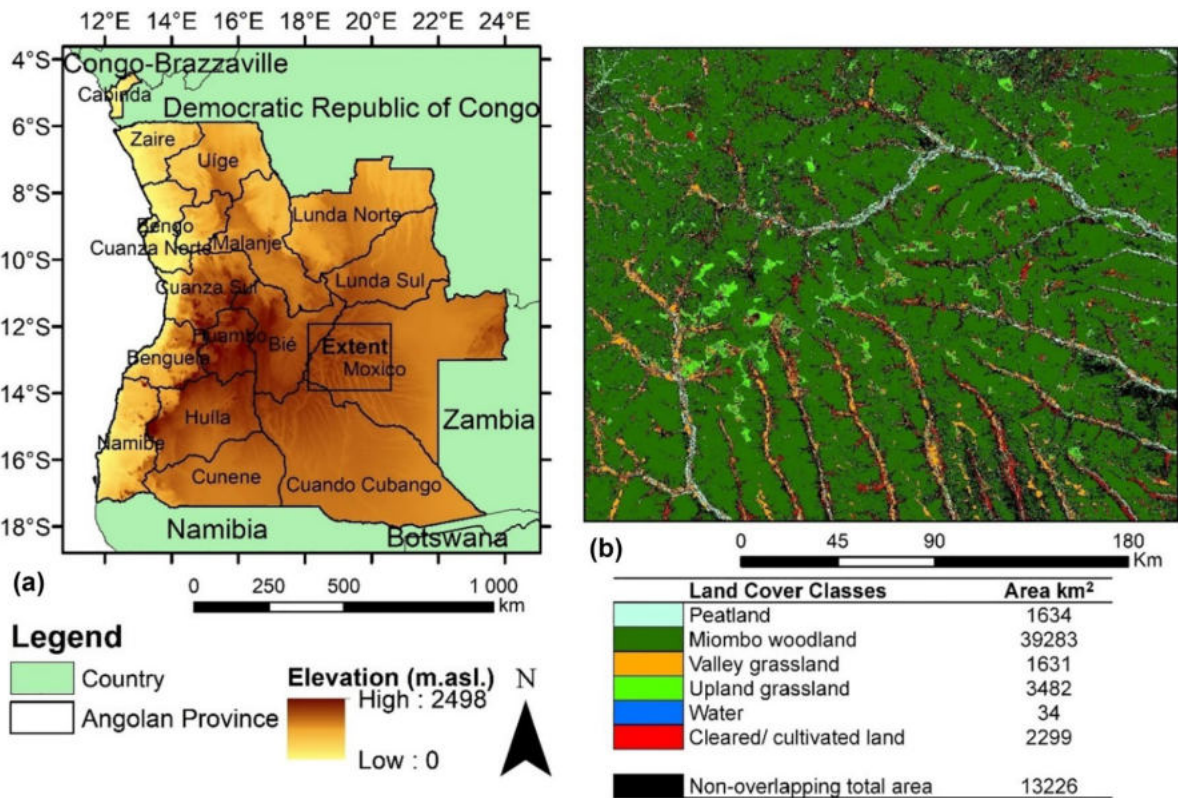 12°E 14°E 16°E 18°E 20°E 22°E 24°E
4°S
6°S
8°S
10°S
12°S
14°S
16°S
18°S
Congo-Brazzaville
Cabinda
Democratic Republic of Congo
Zaire
Uíge
Lunda Norte
Bengo
Cuanza Norte
Malanje
Lunda Sul
Cuanza Sul
Huambo
Bié
Extent
Benguela
Moxico
Huíla
Zambia
Namibe
Cunene
Cuando Cubango
Namibia
Botswana
(a)
0 250 500 1 000
km
Legend
Country
Angolan Province
Elevation (m.asl.)
High : 2498
Low : 0
N
(b)
0 45 90 180
Km
Land Cover Classes Area km²
Peatland 1634
Miombo woodland 39283
Valley grassland 1631
Upland grassland 3482
Water 34
Cleared/ cultivated land 2299
Non-overlapping total area 13226